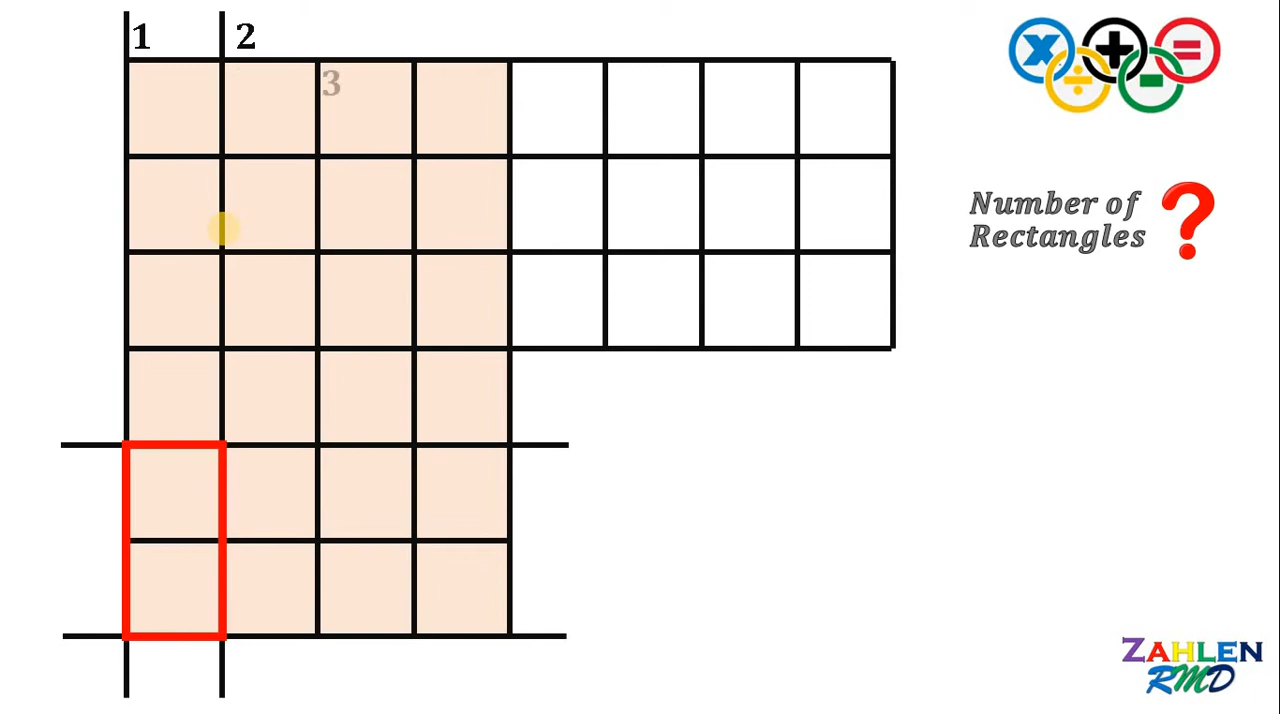 1 2
3
x + =
÷ -
Number of
Rectangles ?
ZAHLEN
RMD